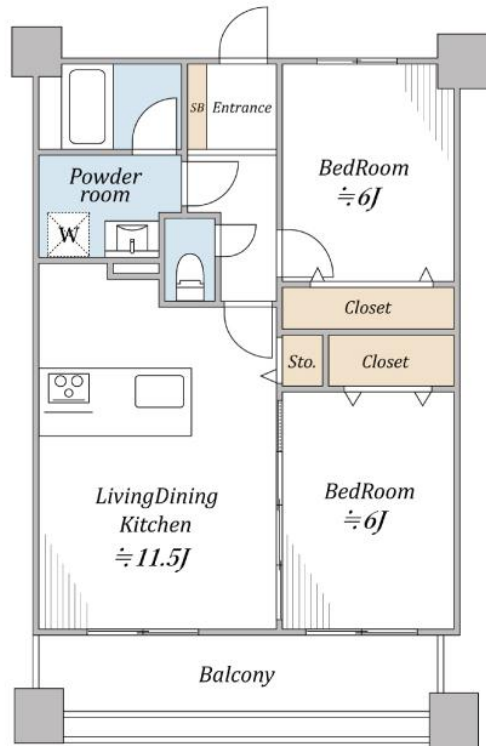 SB
Entrance
Powder
room
W
BedRoom
≒6J
Closet
Sto.
Closet
LivingDining
Kitchen
≒11.5J
BedRoom
≒6J
Balcony